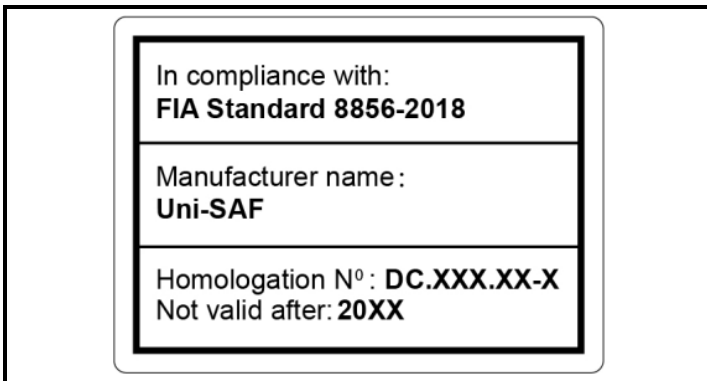 In compliance with:
FIA Standard 8856-2018
Manufacturer name:
Uni-SAF
Homologation Nº : DC.XXX.XX-X
Not valid after: 20XX